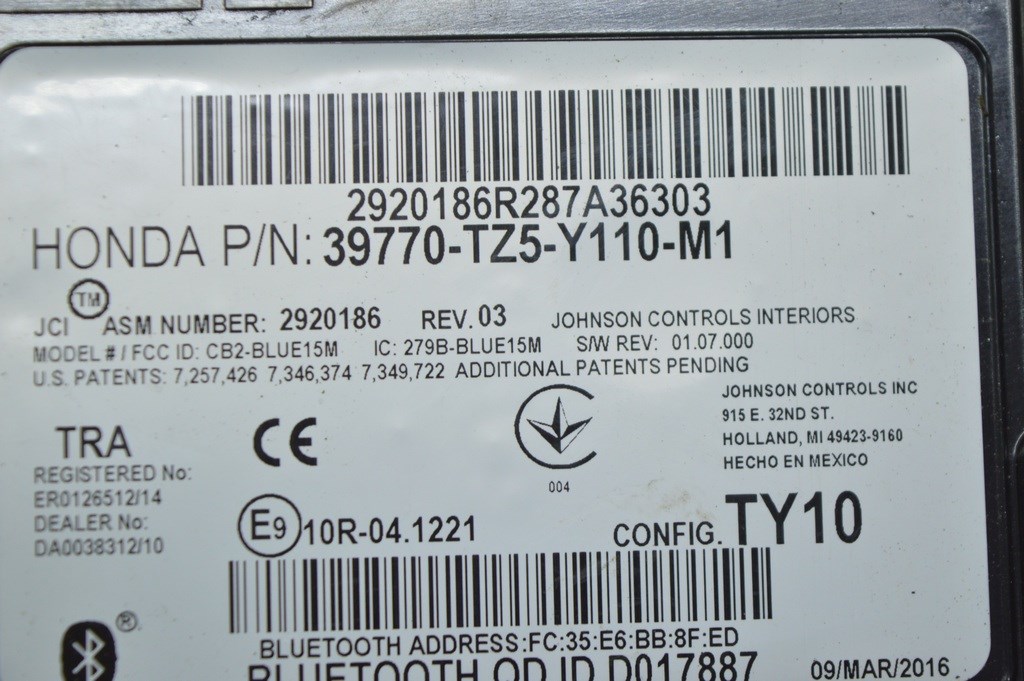 2920186R287A36303
HONDA P/N: 39770-TZ5-Y110-M1
TM
JCI ASM NUMBER: 2920186 REV. 03 JOHNSON CONTROLS INTERIORS
MODEL # / FCC ID: CB2-BLUE15M IC: 279B-BLUE15M S/W REV: 01.07.000
U.S. PATENTS: 7,257,426 7,346,374 7,349,722 ADDITIONAL PATENTS PENDING
JOHNSON CONTROLS INC
915 E. 32ND ST.
HOLLAND, MI 49423-9160
HECHO EN MEXICO
TRA
REGISTERED No:
ER0126512/14
DEALER No:
DA0038312/10
CE
004
E9 10R-04.1221
CONFIG. TY10
®
BLUETOOTH ADDRESS:FC:35:E6:BB:8F:ED
BLUETOOTH QD ID D017887
09/MAR/2016